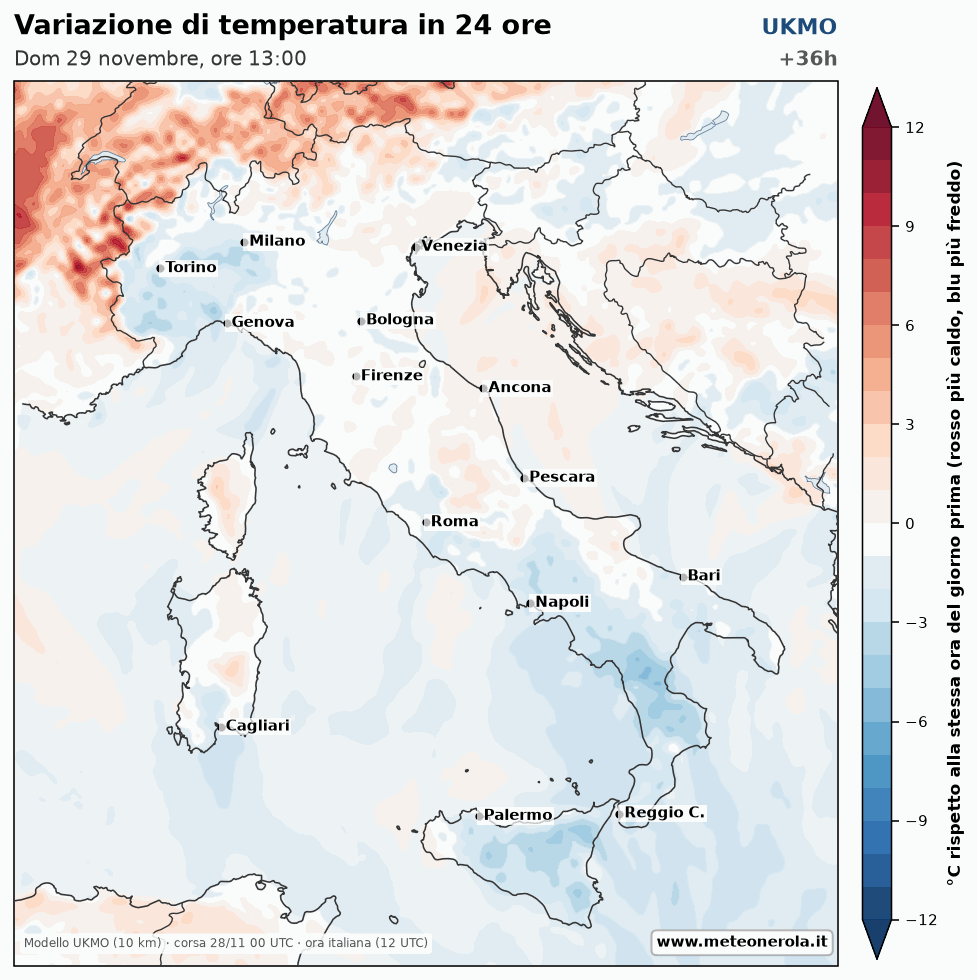 Variazione di temperatura in 24 ore
UKMO
Dom 29 novembre, ore 13:00
+36h
Milano
Venezia
Torino
Genova
Bologna
Firenze
Ancona
Pescara
Roma
Bari
Napoli
Cagliari
Palermo
Reggio C.
12
9
6
3
0
−3
−6
−9
−12
°C rispetto alla stessa ora del giorno prima (rosso più caldo, blu più freddo)
Modello UKMO (10 km) · corsa 28/11 00 UTC · ora italiana (12 UTC)
www.meteonerola.it